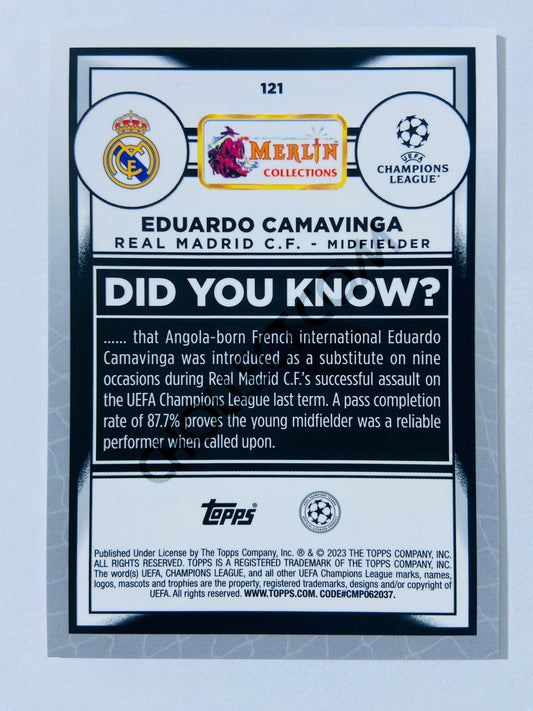 121
MERLIN
COLLECTIONS
UEFA
CHAMPIONS
LEAGUE®
EDUARDO CAMAVINGA
REAL MADRID C.F. - MIDFIELDER
DID YOU KNOW?
...... that Angola-born French international Eduardo
Camavinga was introduced as a substitute on nine
occasions during Real Madrid C.F.'s successful assault on
the UEFA Champions League last term. A pass completion
rate of 87.7% proves the young midfielder was a reliable
performer when called upon.
topps®
Published Under License by The Topps Company, Inc. ® & © 2023 THE TOPPS COMPANY, INC.
ALL RIGHTS RESERVED. TOPPS IS A REGISTERED TRADEMARK OF THE TOPPS COMPANY, INC.
The word(s) UEFA, CHAMPIONS LEAGUE, and all other UEFA Champions League marks, names,
logos, mascots and trophies are the property, registered trademarks, designs and/or copyright of
UEFA. All rights reserved. WWW.TOPPS.COM. CODE#CMP062037.